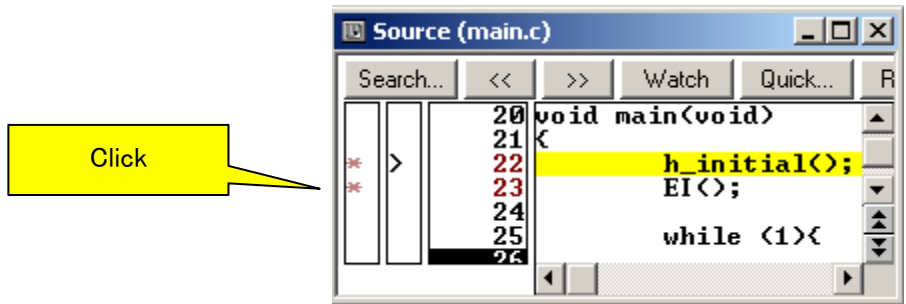 Source (main.c)
Search... << >> Watch Quick... R
20 void main(void)
21 {
Click
* > 22 h_initial();
* 23 EI();
24
25 while (1){
26